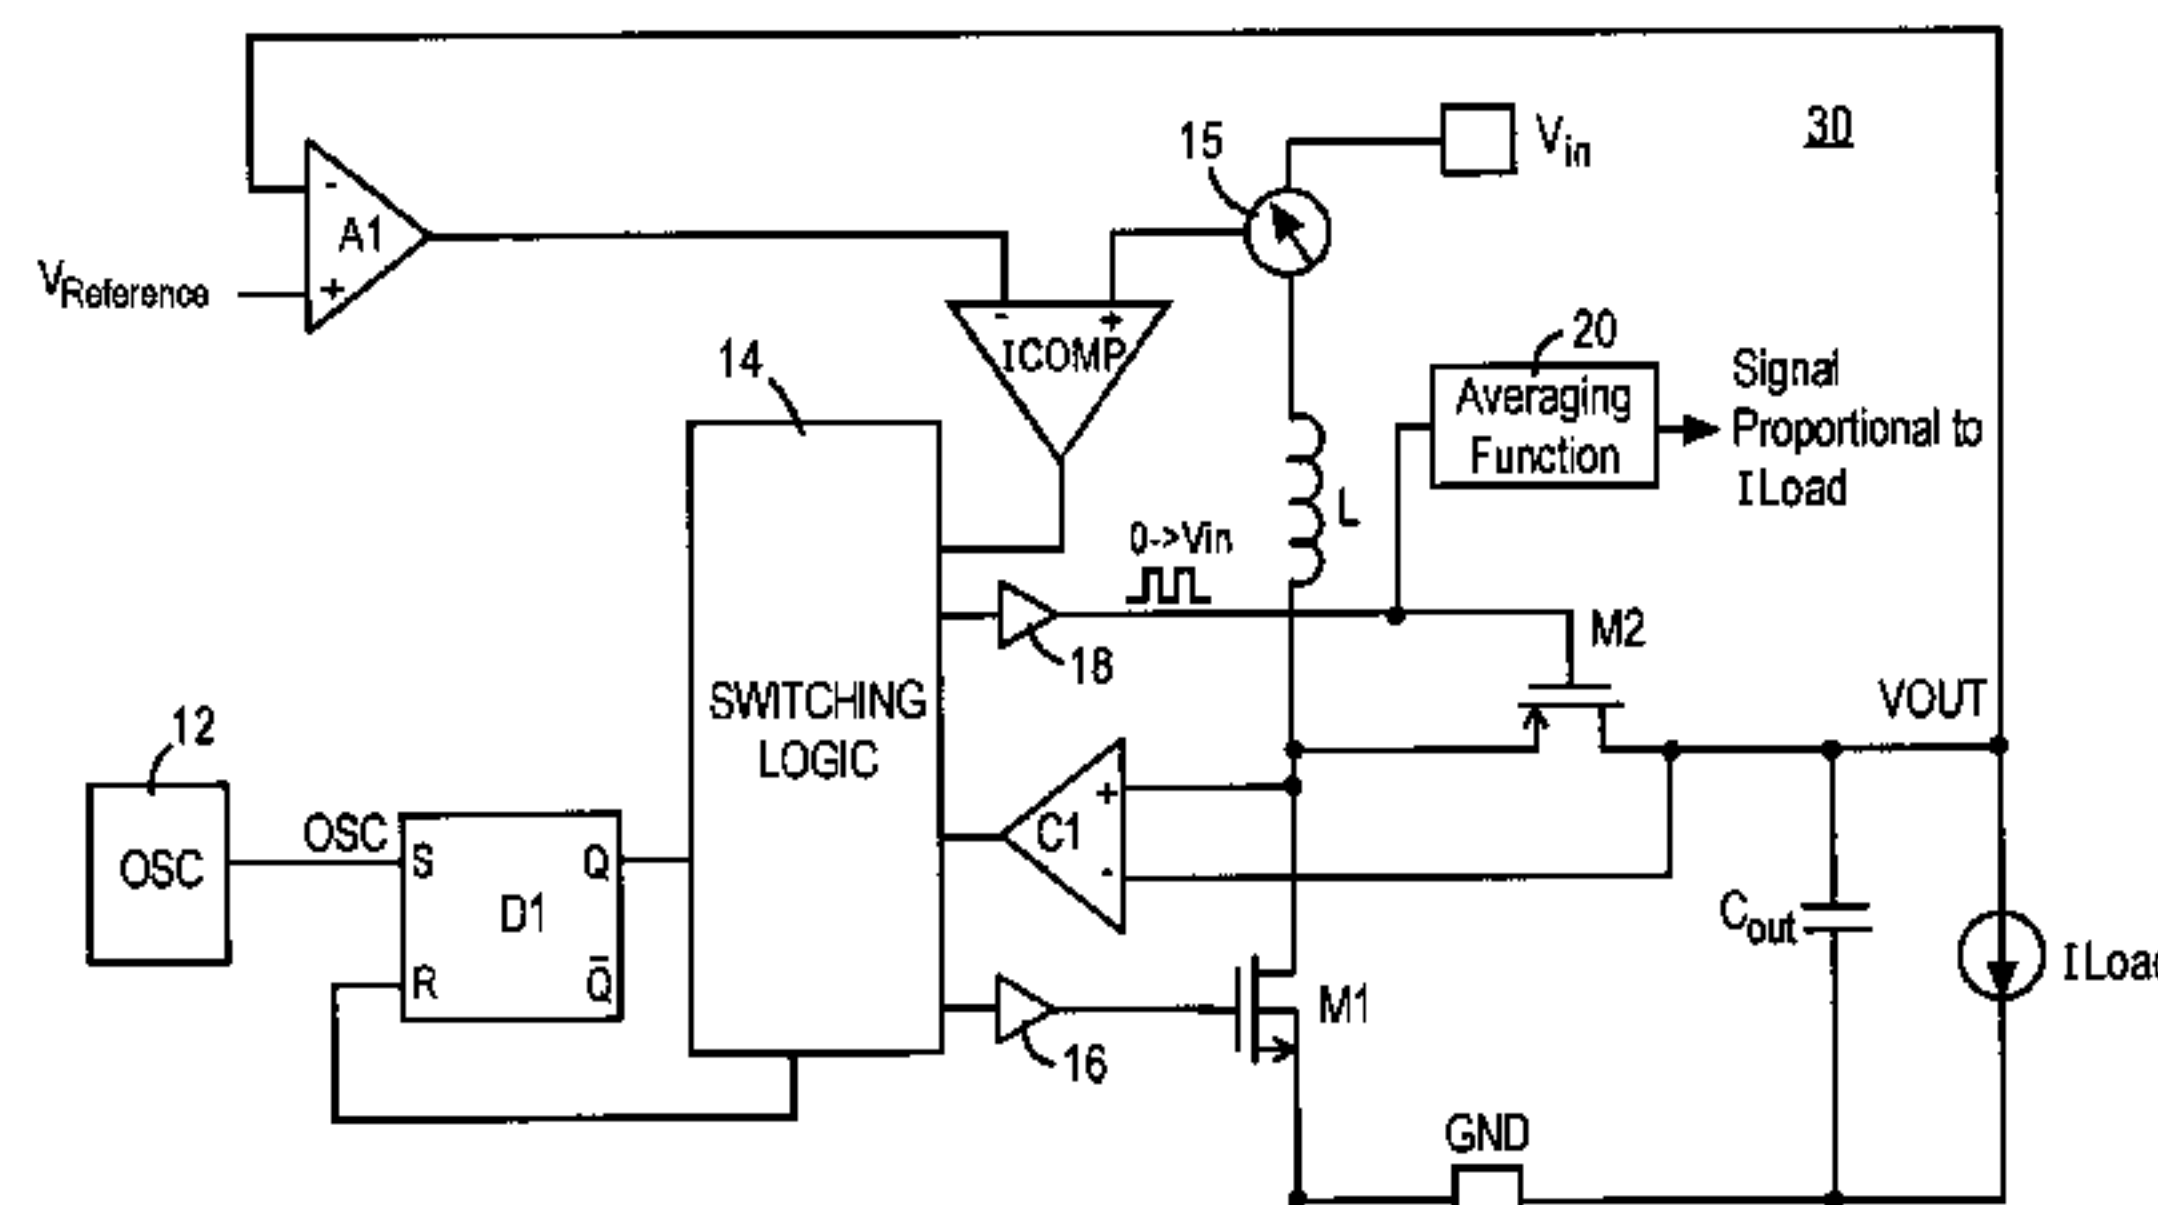 30
15
Vin
-
A1
+
VReference
-
+
ICOMP
14
20
Averaging
Function
Signal
Proportional to
ILoad
L
0->Vin
M2
18
SWITCHING
LOGIC
VOUT
12
OSC
OSC
S
Q
D1
R
Q̄
+
C1
-
Cout
ILoad
M1
16
GND